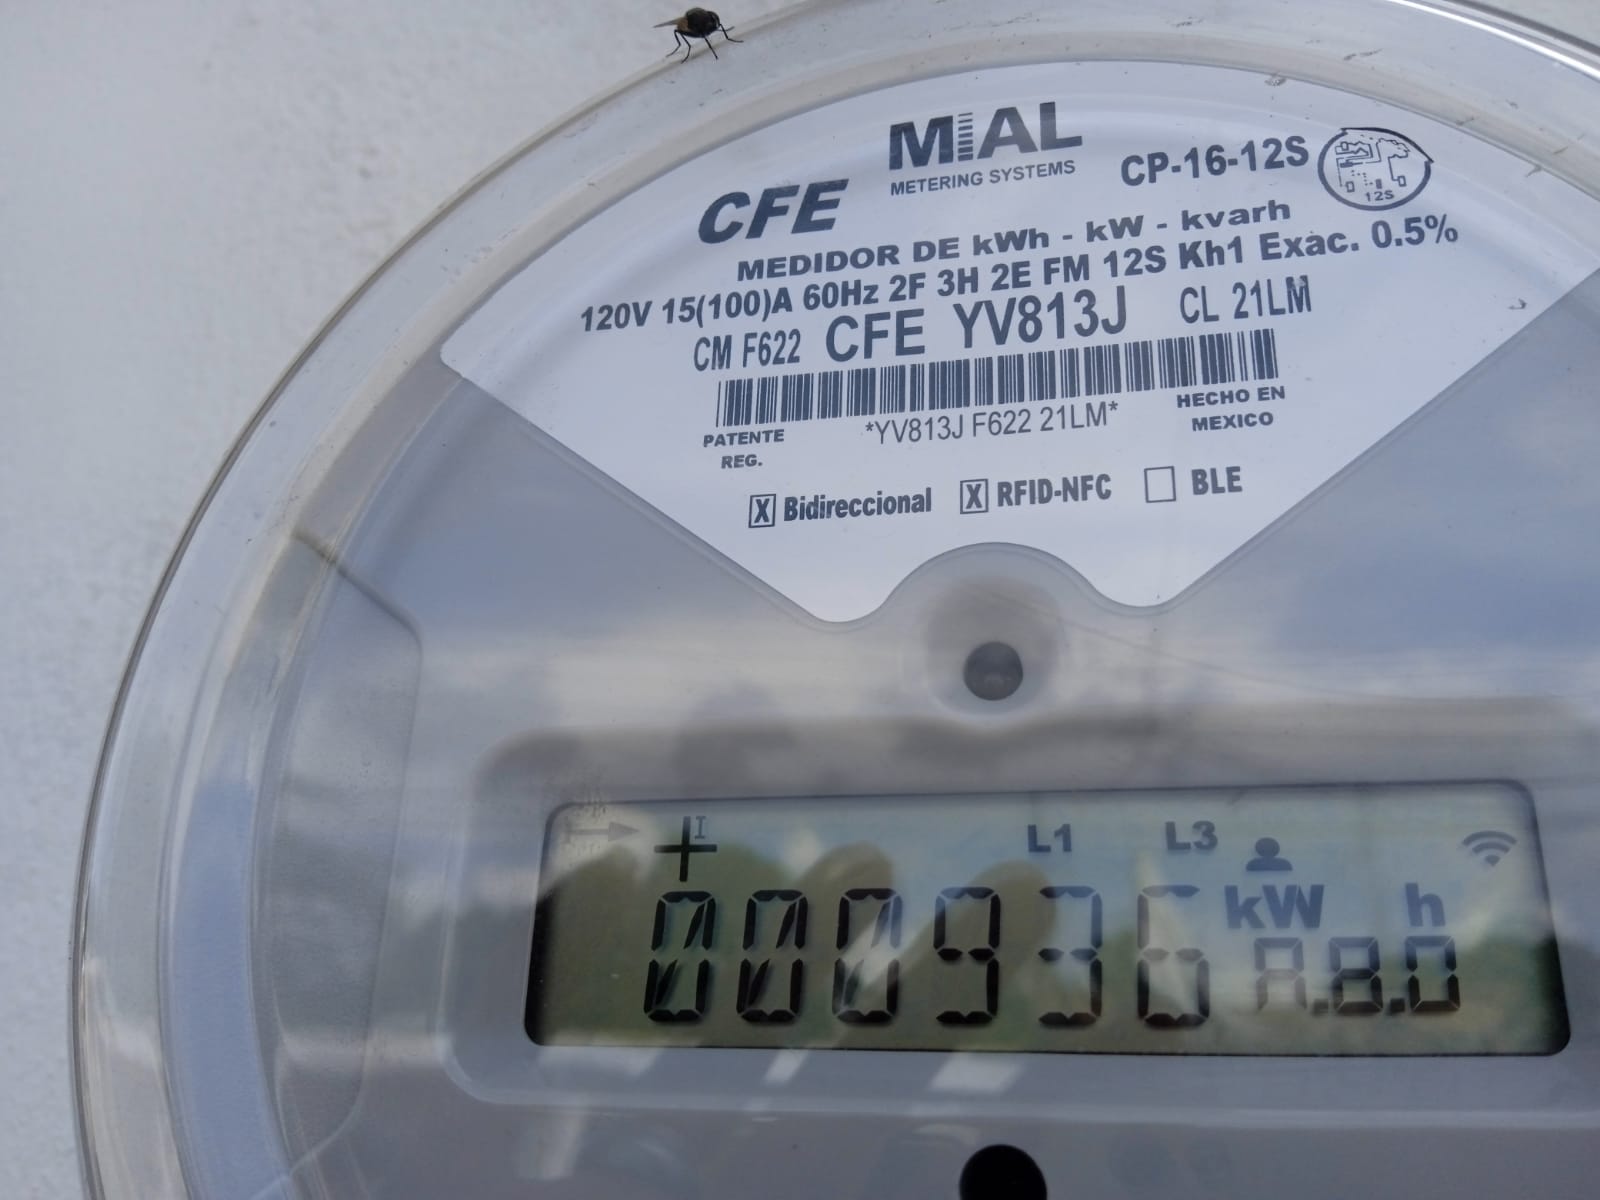 MIAL
METERING SYSTEMS
CFE
CP-16-12S
12S
MEDIDOR DE kWh - kW - kvarh
120V 15(100)A 60Hz 2F 3H 2E FM 12S Kh1 Exac. 0.5%
CM F622 CFE YV813J CL 21LM
*YV813J F622 21LM*
PATENTE
REG.
HECHO EN
MEXICO
X Bidireccional X RFID-NFC BLE
+ I L1 L3
000936 kW h
A.B.0